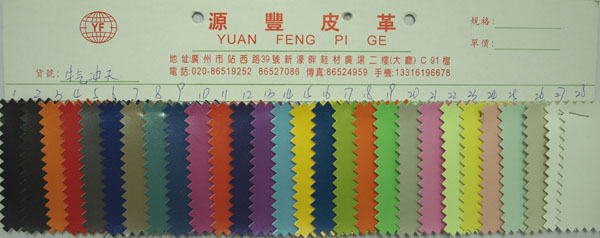 YF
源豐皮革
YUAN FENG PI GE
規格:
單價:
地址:廣州市站西路39號新濠畔鞋材廣場二樓(大廳)C91檔
電話:020-86519252 86527086 傳真:86524959 手機:13316196678
貨號:
1 2 3 4 5 6 7 8 9 10 11 12 13 14 15 16 17 18 19 20 21 22 23 24 25 26 27 28